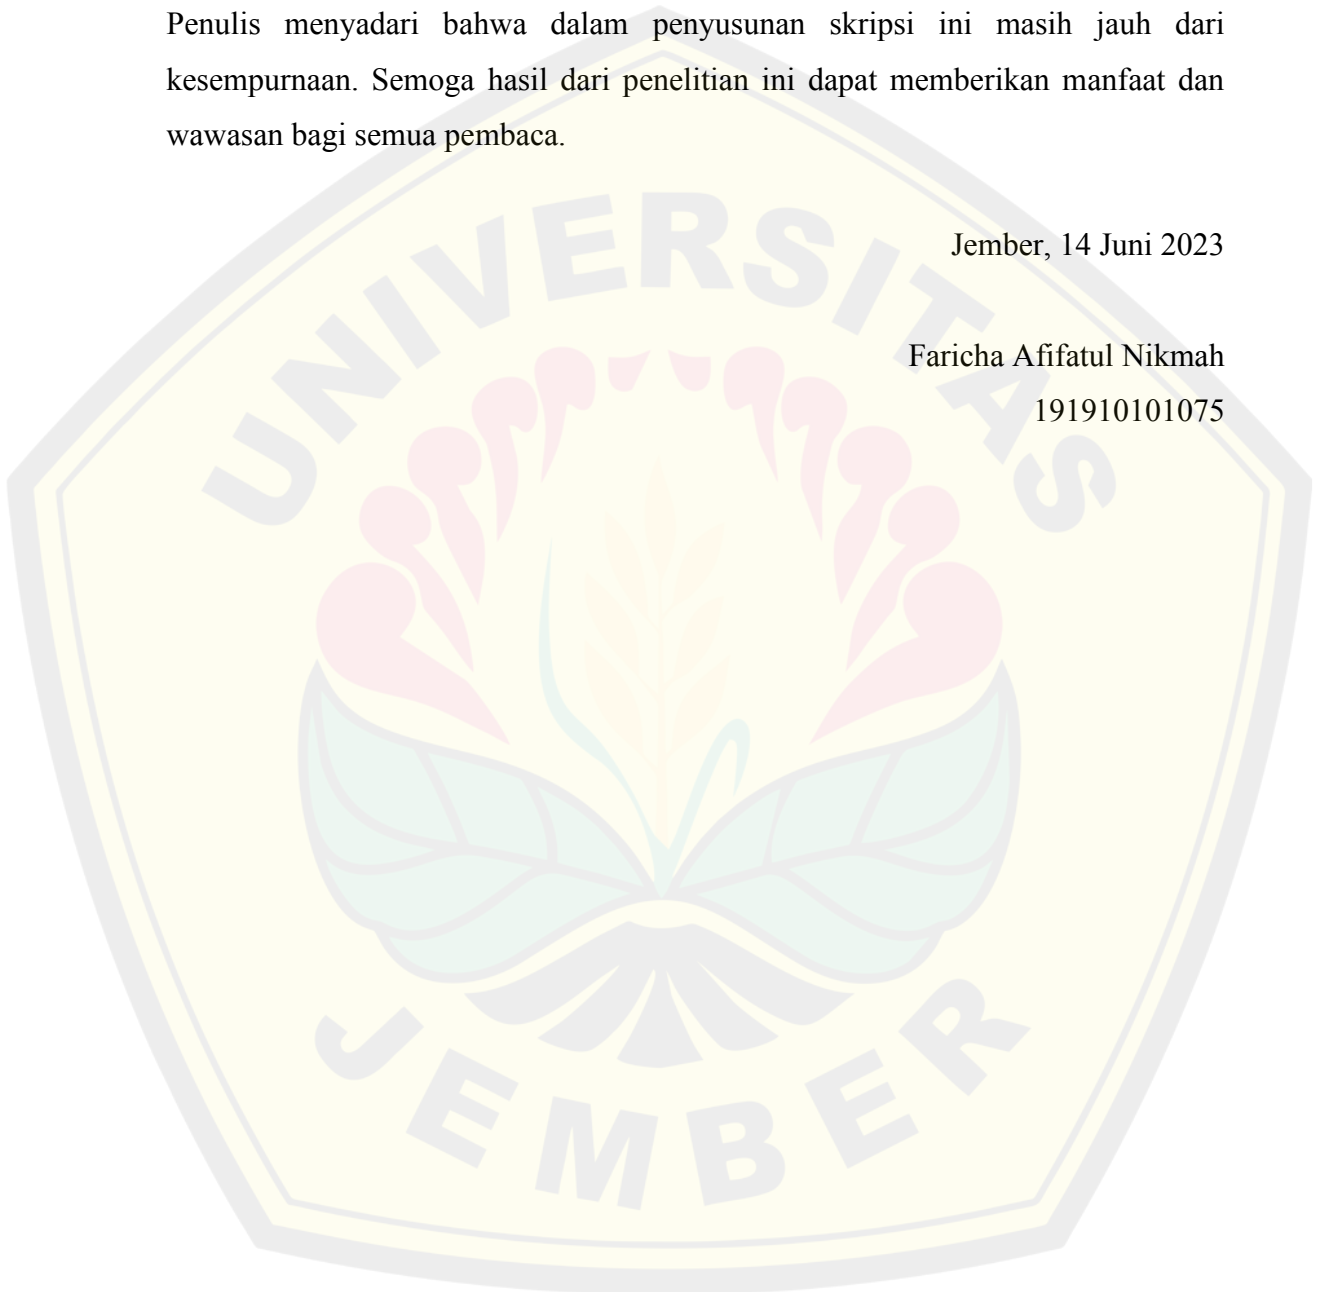 Penulis menyadari bahwa dalam penyusunan skripsi ini masih jauh dari
kesempurnaan. Semoga hasil dari penelitian ini dapat memberikan manfaat dan
wawasan bagi semua pembaca.
Jember, 14 Juni 2023
Faricha Afifatul Nikmah
191910101075
UNIVERSITAS
JEMBER